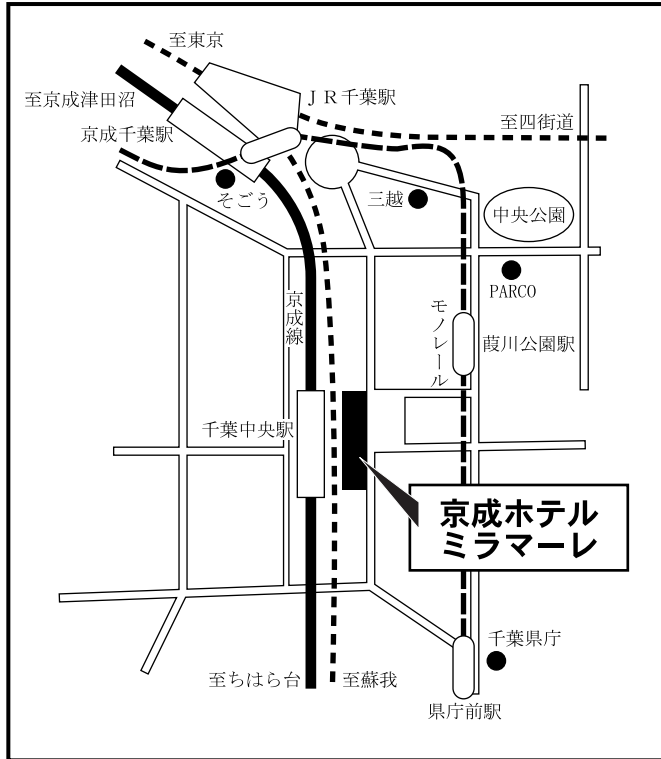 至東京
ＪＲ千葉駅
至京成津田沼
至四街道
京成千葉駅
そごう
三越
中央公園
PARCO
京成線
モノレール
葭川公園駅
千葉中央駅
京成ホテル
ミラマーレ
千葉県庁
至ちはら台
至蘇我
県庁前駅